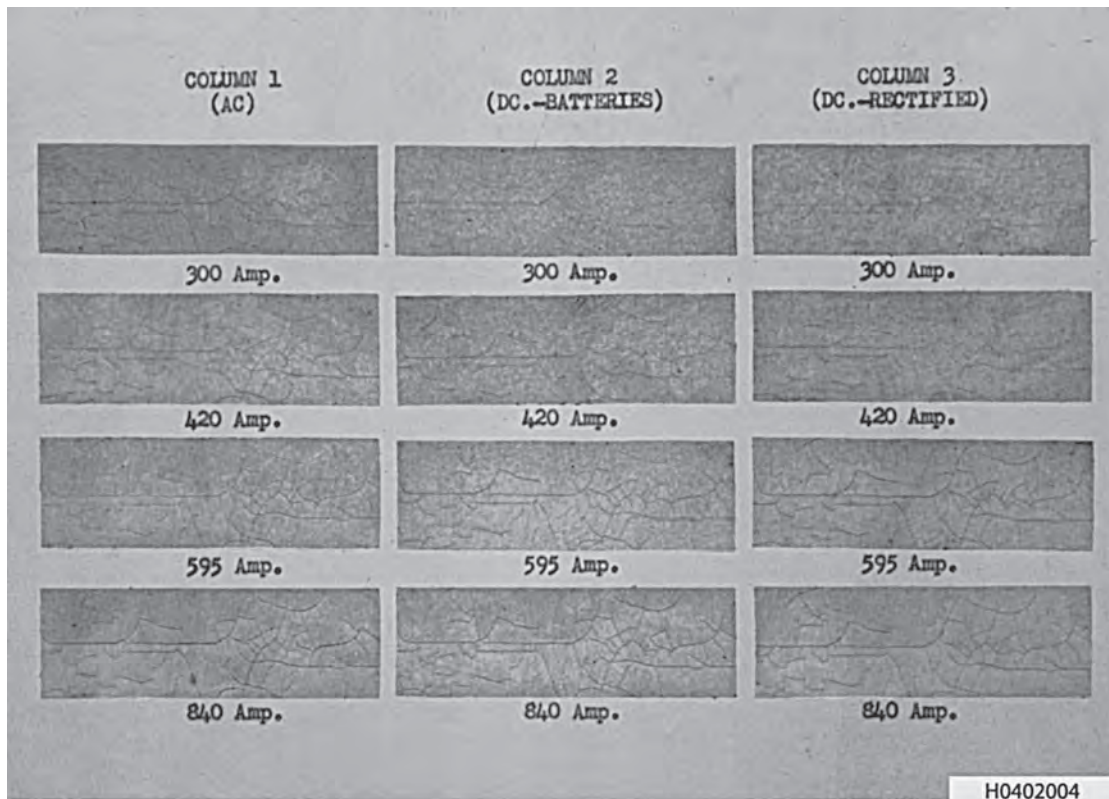 COLUMN 1
(AC)
COLUMN 2
(DC.-BATTERIES)
COLUMN 3
(DC.-RECTIFIED)
300 Amp. 300 Amp. 300 Amp.
420 Amp. 420 Amp. 420 Amp.
595 Amp. 595 Amp. 595 Amp.
840 Amp. 840 Amp. 840 Amp.
H0402004